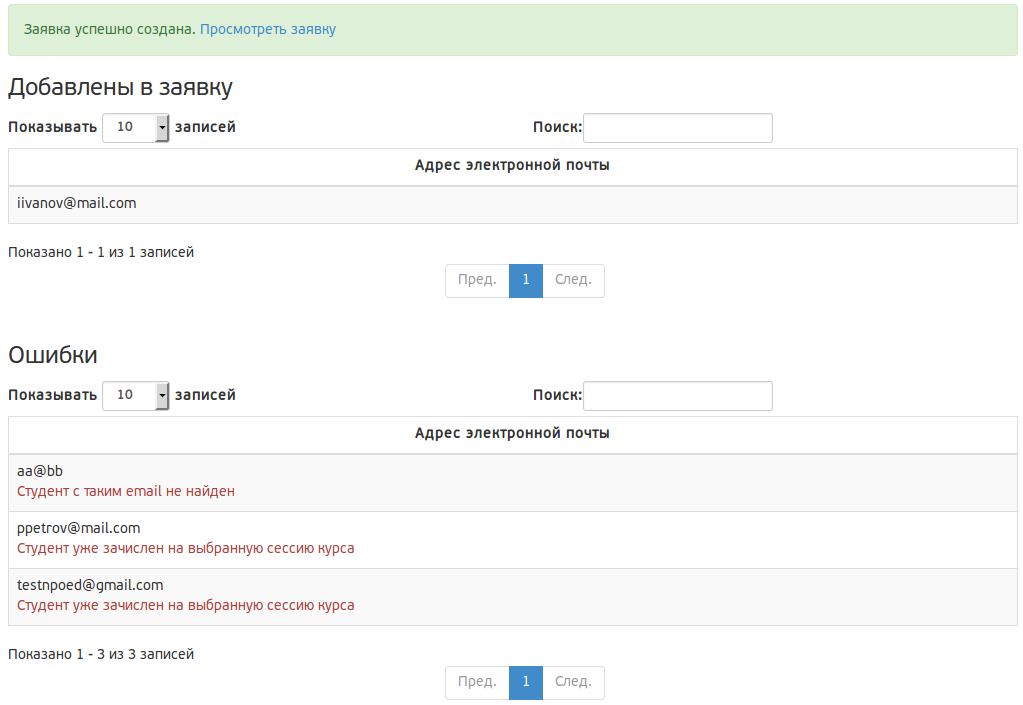 Заявка успешно создана. Просмотреть заявку
Добавлены в заявку
Показывать 10 записей Поиск:
Адрес электронной почты
iivanov@mail.com
Показано 1 - 1 из 1 записей
Пред. 1 След.
Ошибки
Показывать 10 записей Поиск:
Адрес электронной почты
aa@bb
Студент с таким email не найден
ppetrov@mail.com
Студент уже зачислен на выбранную сессию курса
testnpoed@gmail.com
Студент уже зачислен на выбранную сессию курса
Показано 1 - 3 из 3 записей
Пред. 1 След.